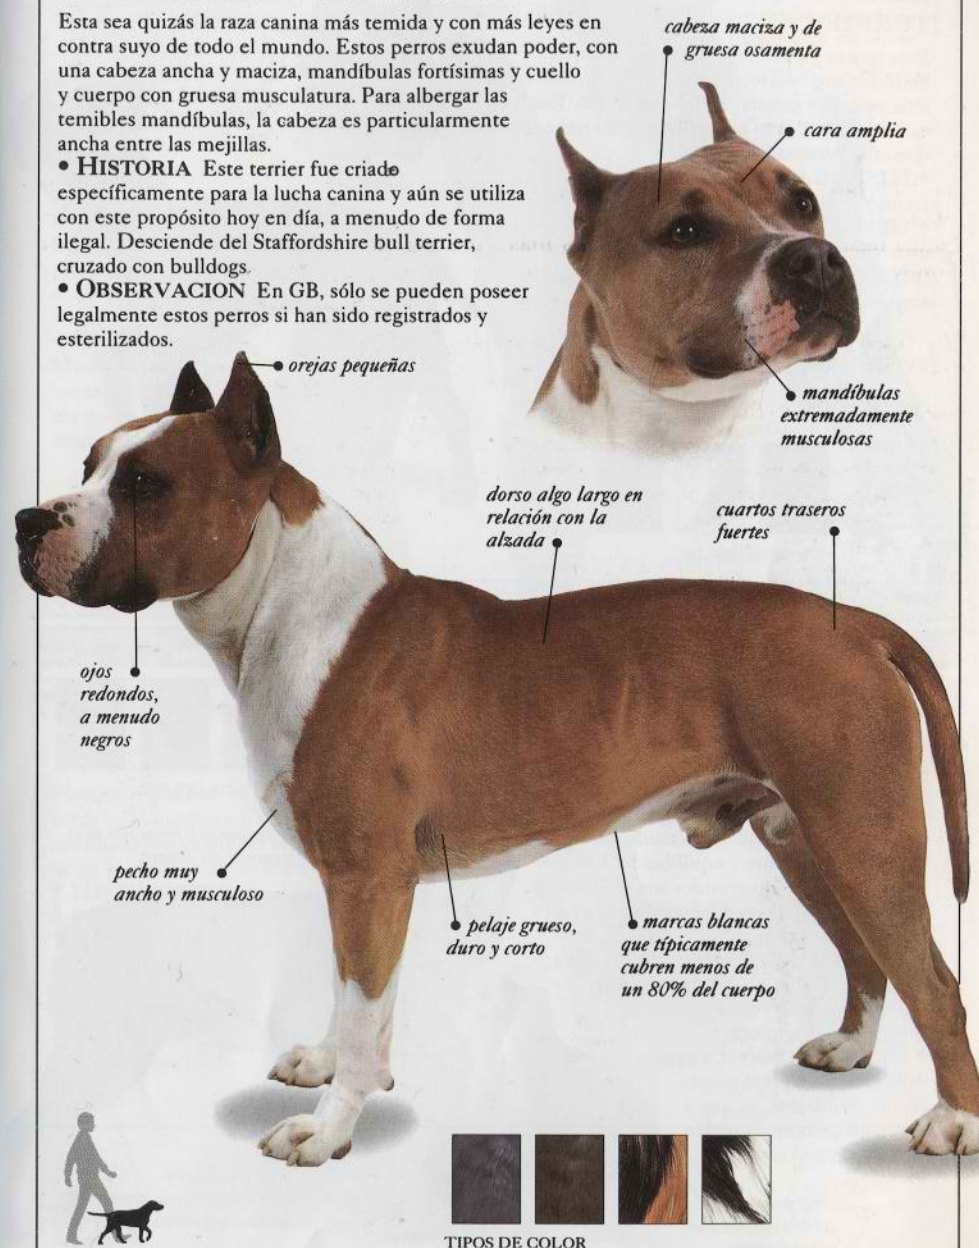 Esta sea quizás la raza canina más temida y con más leyes en
contra suyo de todo el mundo. Estos perros exudan poder, con
una cabeza ancha y maciza, mandíbulas fortísimas y cuello
y cuerpo con gruesa musculatura. Para albergar las
temibles mandíbulas, la cabeza es particularmente
ancha entre las mejillas.
• HISTORIA Este terrier fue criado
específicamente para la lucha canina y aún se utiliza
con este propósito hoy en día, a menudo de forma
ilegal. Desciende del Staffordshire bull terrier,
cruzado con bulldogs.
• OBSERVACION En GB, sólo se pueden poseer
legalmente estos perros si han sido registrados y
esterilizados.
cabeza maciza y de
gruesa osamenta
cara amplia
mandíbulas
extremadamente
musculosas
orejas pequeñas
dorso algo largo en
relación con la
alzada
cuartos traseros
fuertes
ojos
redondos,
a menudo
negros
pecho muy
ancho y musculoso
pelaje grueso,
duro y corto
marcas blancas
que típicamente
cubren menos de
un 80% del cuerpo
TIPOS DE COLOR